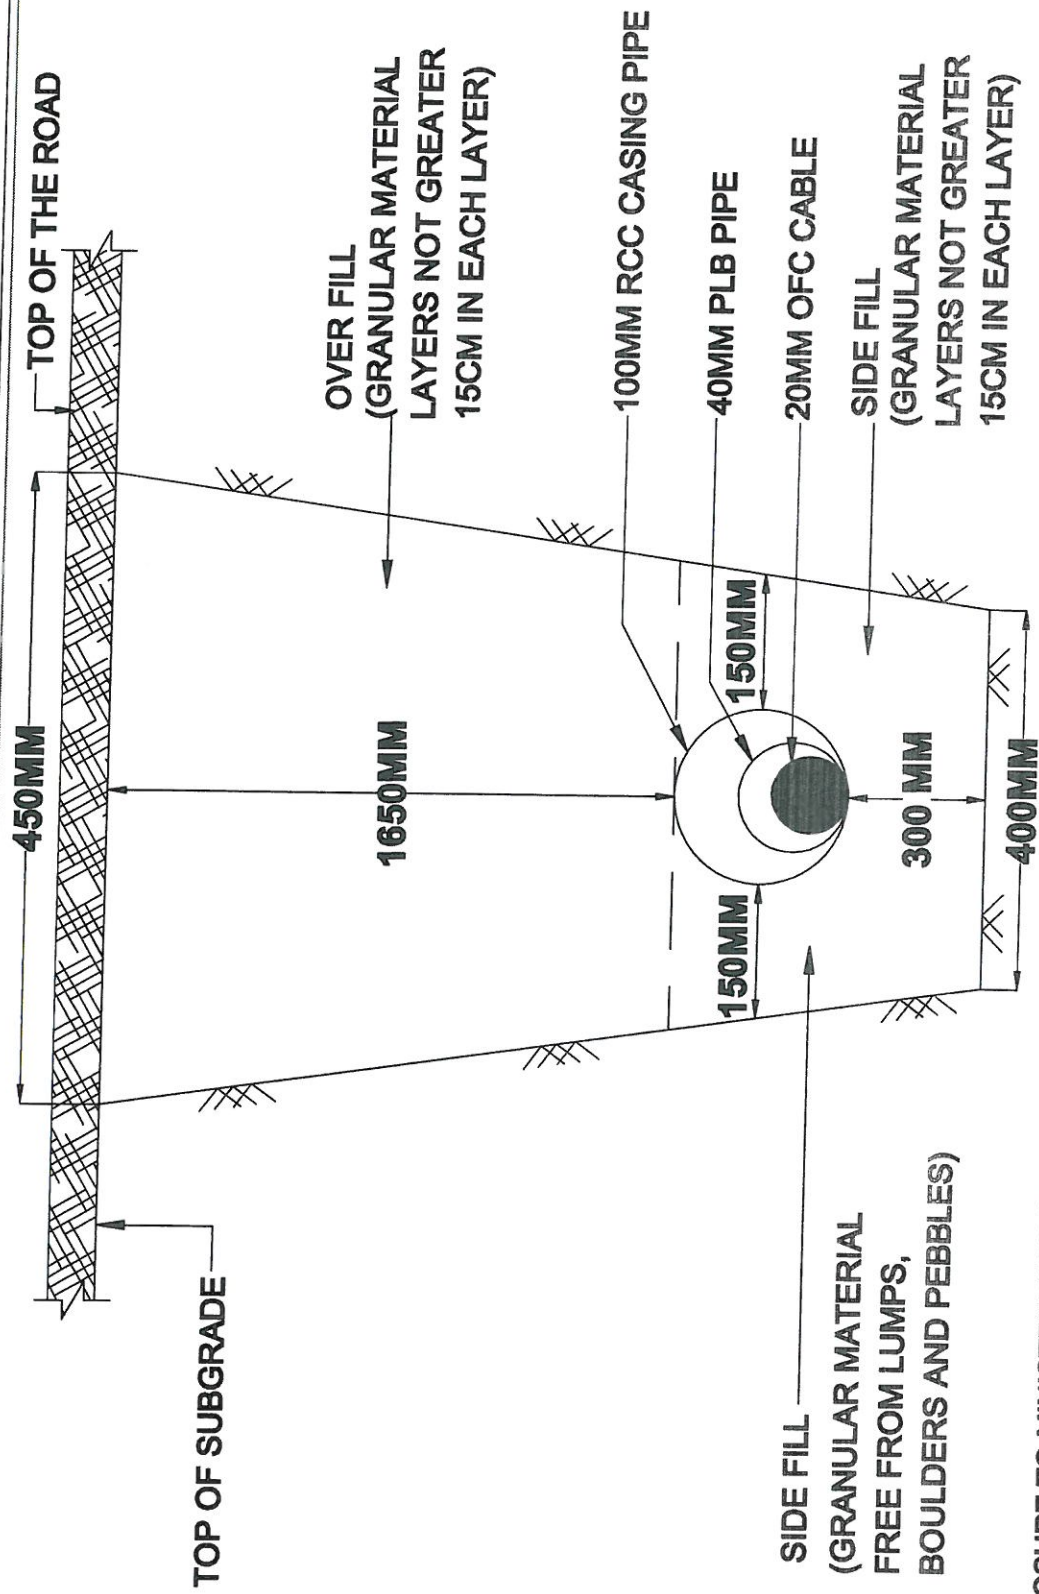 TOP OF THE ROAD
450MM
TOP OF SUBGRADE
OVER FILL
(GRANULAR MATERIAL
LAYERS NOT GREATER
15CM IN EACH LAYER)
1650MM
100MM RCC CASING PIPE
40MM PLB PIPE
20MM OFC CABLE
150MM
150MM
SIDE FILL
(GRANULAR MATERIAL
LAYERS NOT GREATER
15CM IN EACH LAYER)
SIDE FILL
(GRANULAR MATERIAL
FREE FROM LUMPS,
BOULDERS AND PEBBLES)
300 MM
400MM